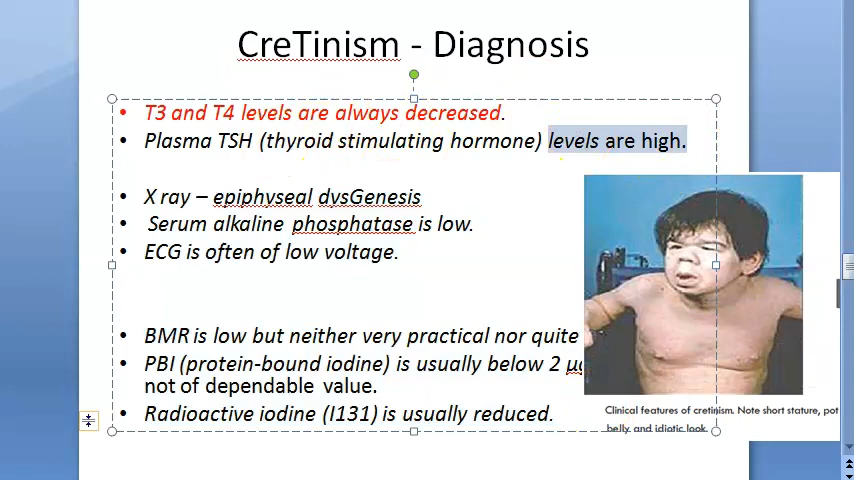 CreTinism - Diagnosis
• T3 and T4 levels are always decreased.
• Plasma TSH (thyroid stimulating hormone) levels are high.
• X ray – epiphyseal dysGenesis
• Serum alkaline phosphatase is low.
• ECG is often of low voltage.
• BMR is low but neither very practical nor quite
• PBI (protein-bound iodine) is usually below 2
not of dependable value.
• Radioactive iodine (I131) is usually reduced.
Clinical features of cretinism. Note short stature, pot
belly, and idiotic look.